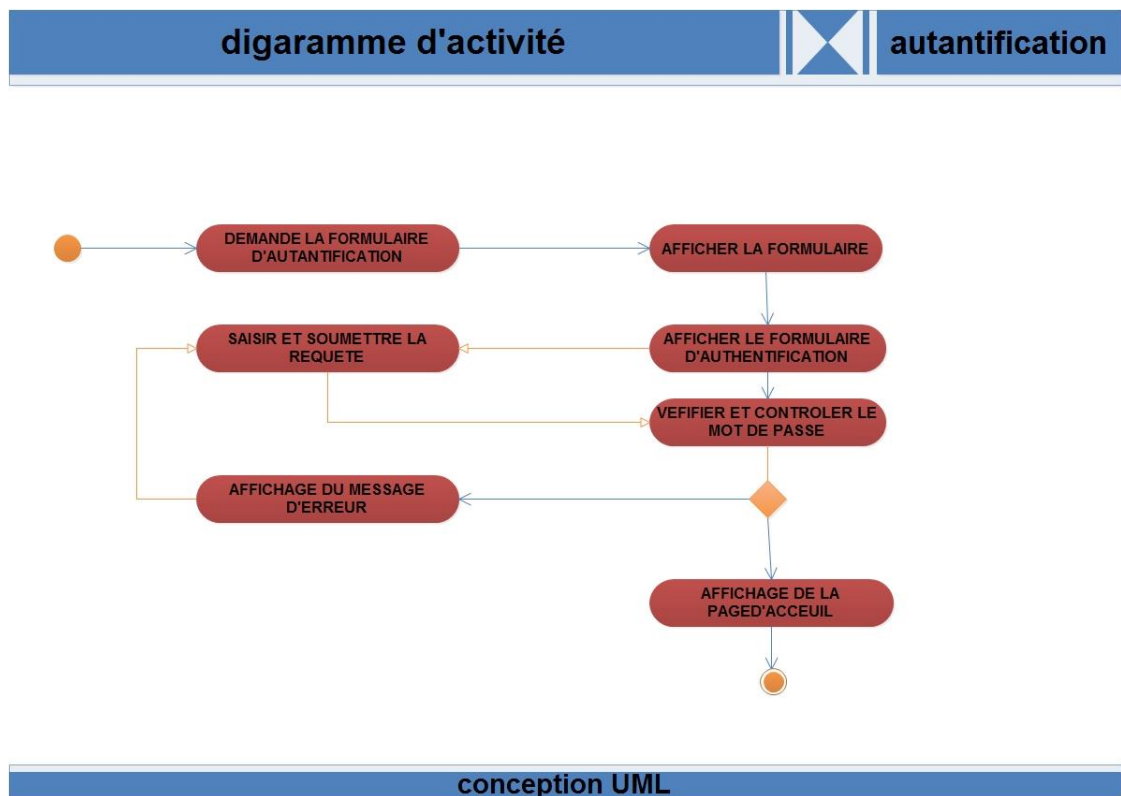 digaramme d'activité
autantification
DEMANDE LA FORMULAIRE
D'AUTANTIFICATION
AFFICHER LA FORMULAIRE
SAISIR ET SOUMETTRE LA
REQUETE
AFFICHER LE FORMULAIRE
D'AUTHENTIFICATION
VEFIFIER ET CONTROLER LE
MOT DE PASSE
AFFICHAGE DU MESSAGE
D'ERREUR
AFFICHAGE DE LA
PAGED'ACCEUIL
conception UML